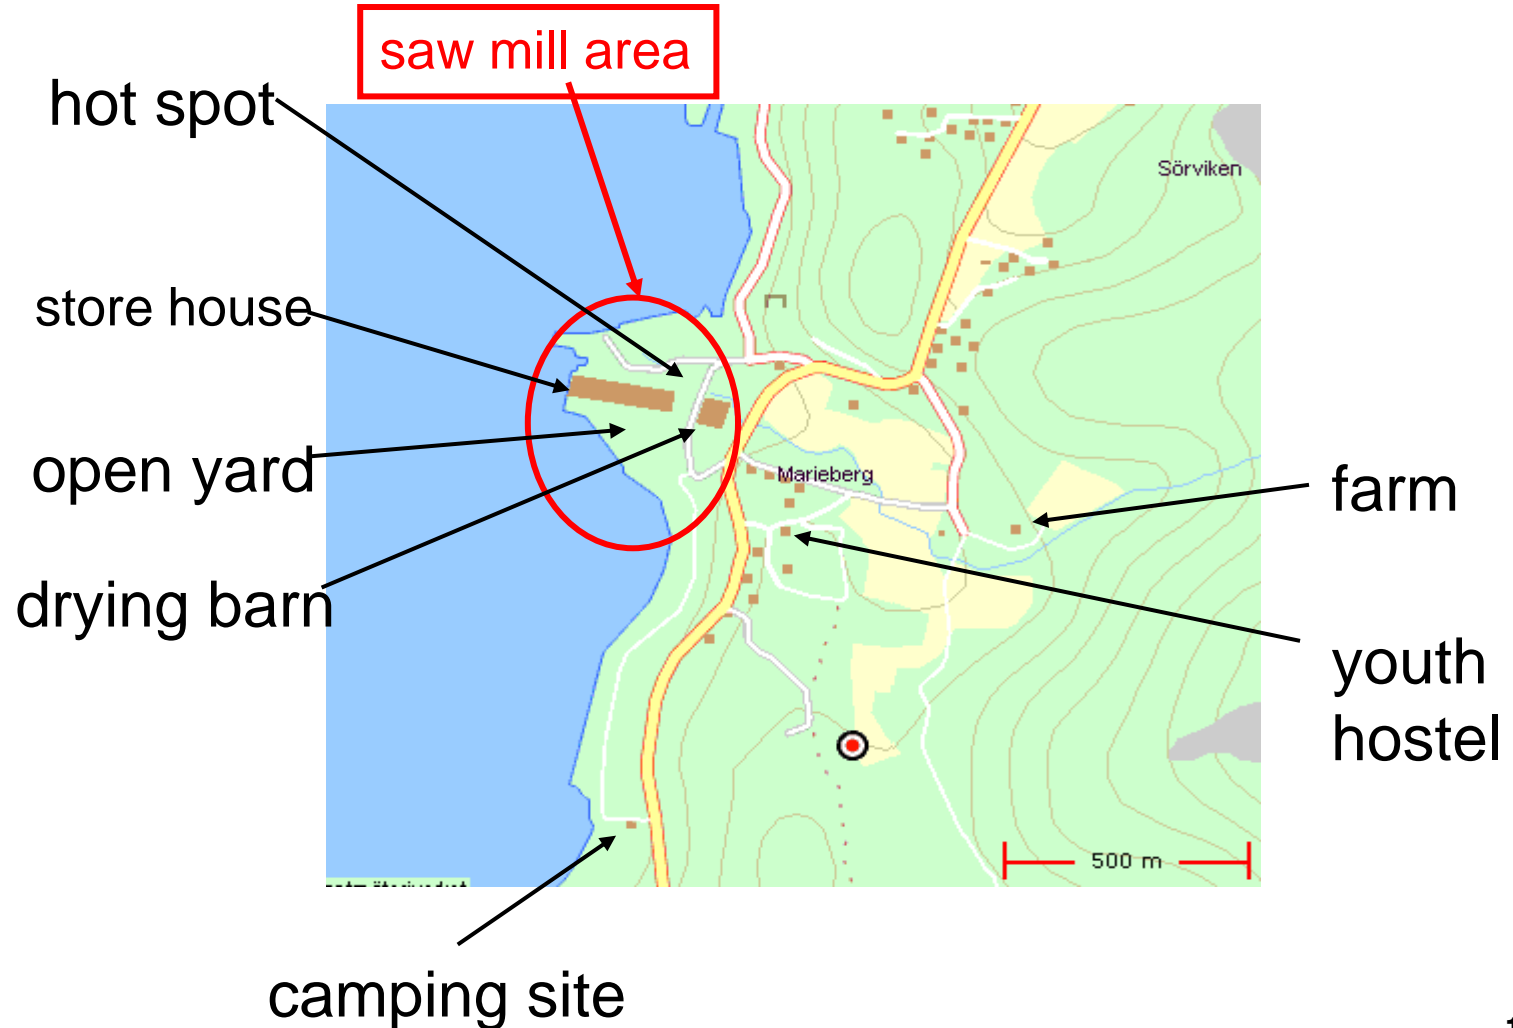 saw mill area
hot spot
Sörviken
store house
open yard
Marieberg
farm
drying barn
youth
hostel
500 m
camping site